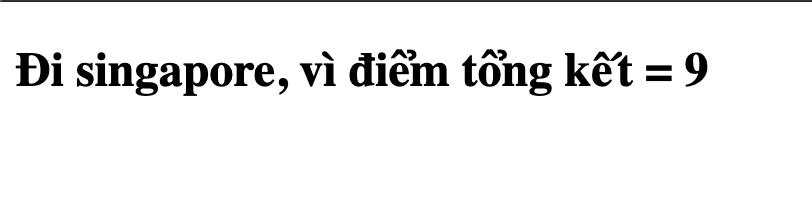 Đi singapore, vì điểm tổng kết = 9